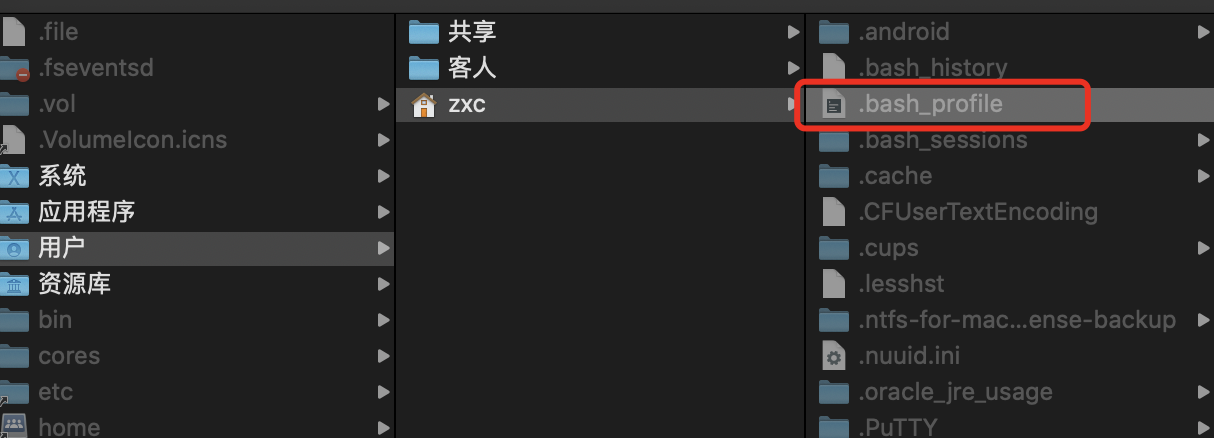 .file
.fseventsd
.vol
.VolumeIcon.icns
系统
应用程序
用户
资源库
bin
cores
etc
home
共享
客人
zxc
.android
.bash_history
.bash_profile
.bash_sessions
.cache
.CFUserTextEncoding
.cups
.lesshst
.ntfs-for-mac...ense-backup
.nuuid.ini
.oracle_jre_usage
.PuTTY